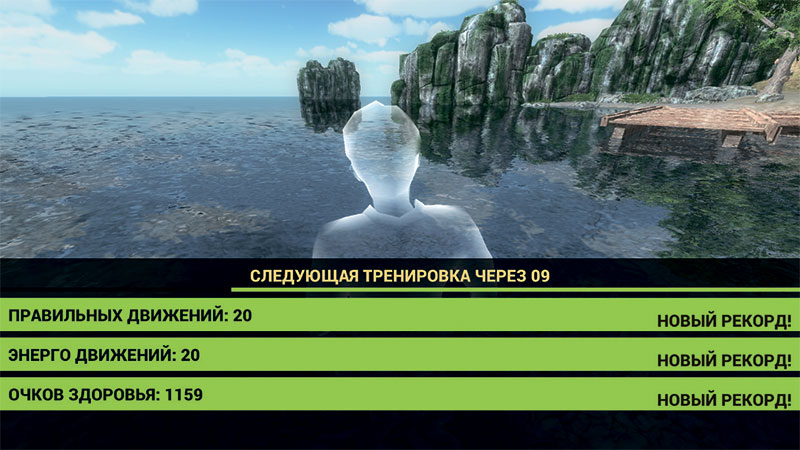 СЛЕДУЮЩАЯ ТРЕНИРОВКА ЧЕРЕЗ 09
ПРАВИЛЬНЫХ ДВИЖЕНИЙ: 20
НОВЫЙ РЕКОРД!
ЭНЕРГО ДВИЖЕНИЙ: 20
НОВЫЙ РЕКОРД!
ОЧКОВ ЗДОРОВЬЯ: 1159
НОВЫЙ РЕКОРД!